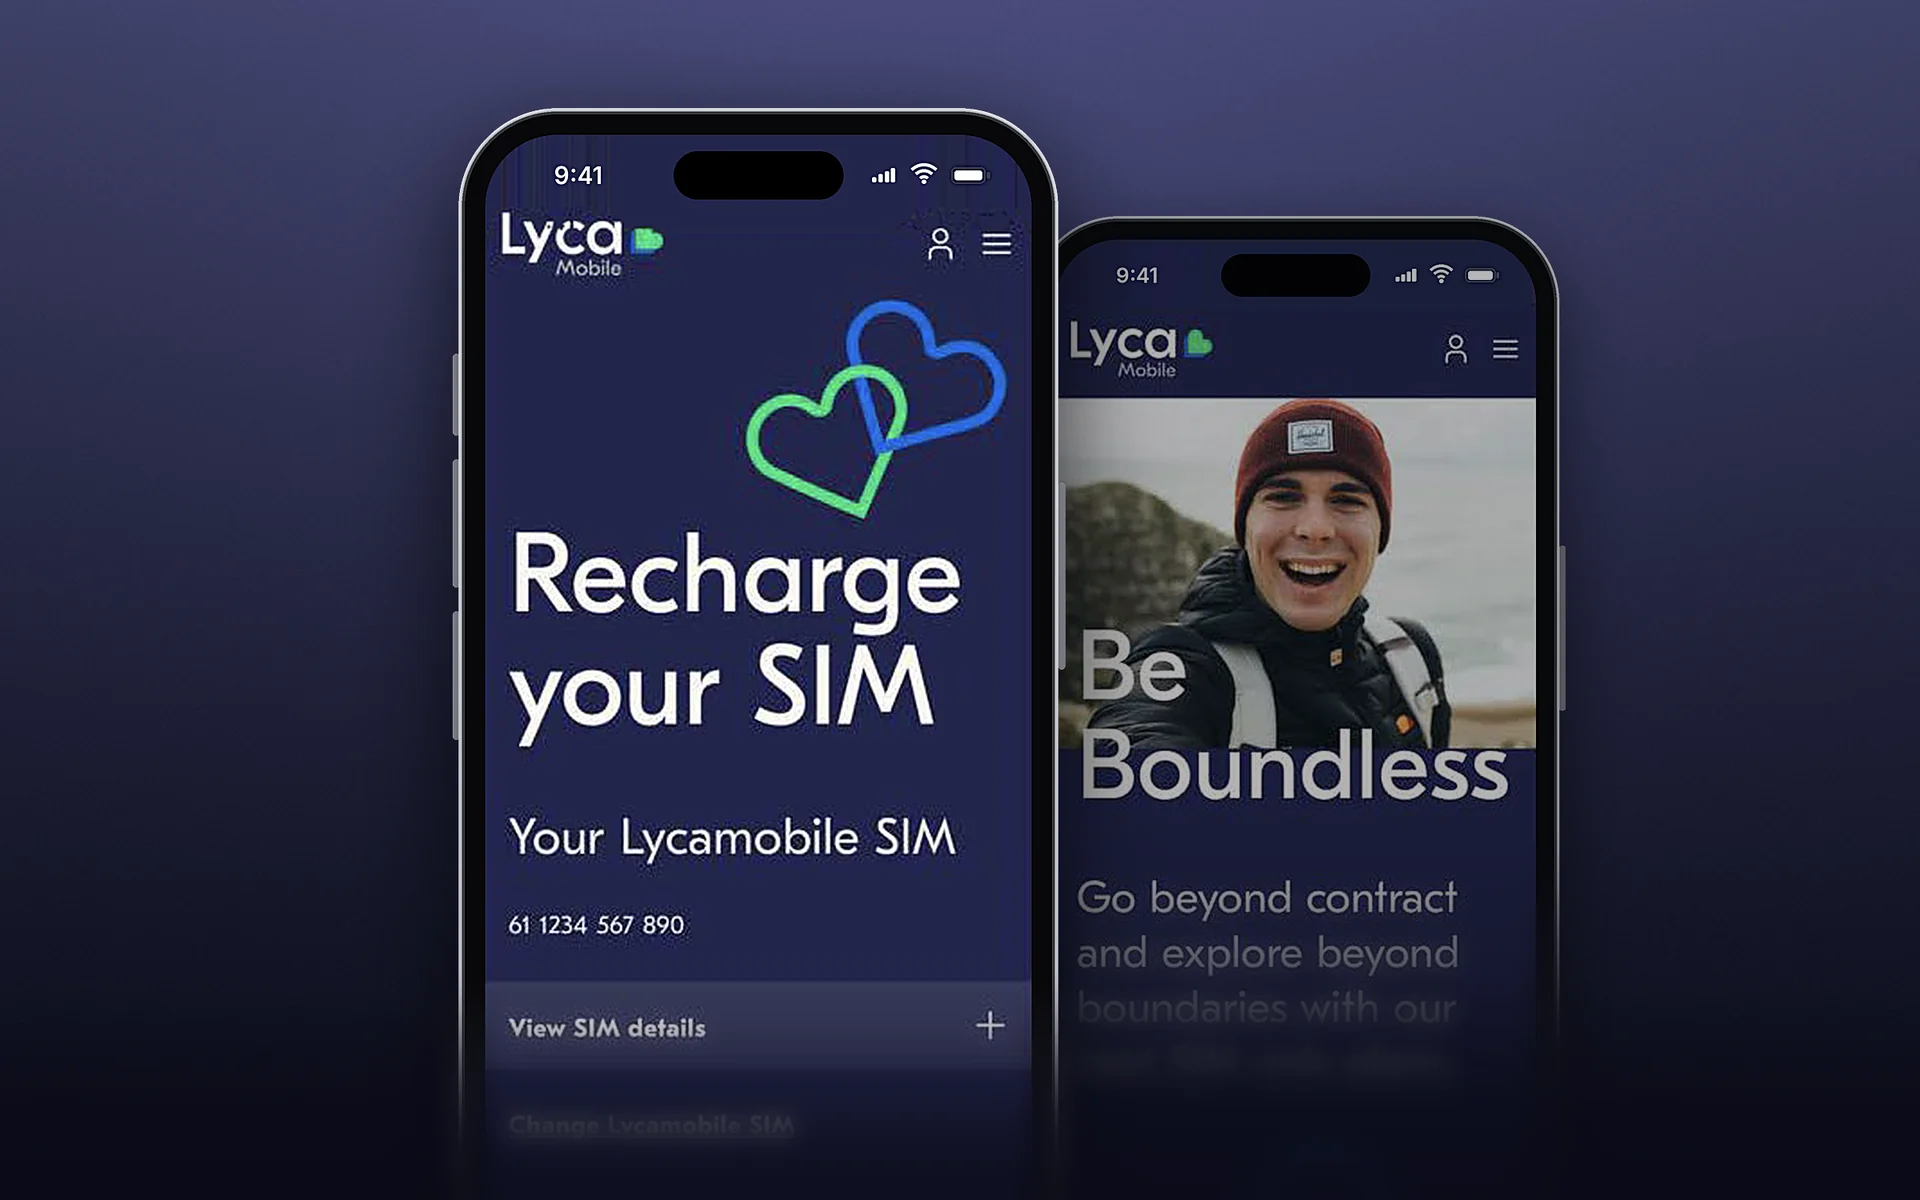 9:41
Lyca
Mobile
Recharge
your SIM
Your Lycamobile SIM
61 1234 567 890
View SIM details
Change Lycamobile SIM
9:41
Lyca
Mobile
Be
Boundless
Go beyond contract
and explore beyond
boundaries with our